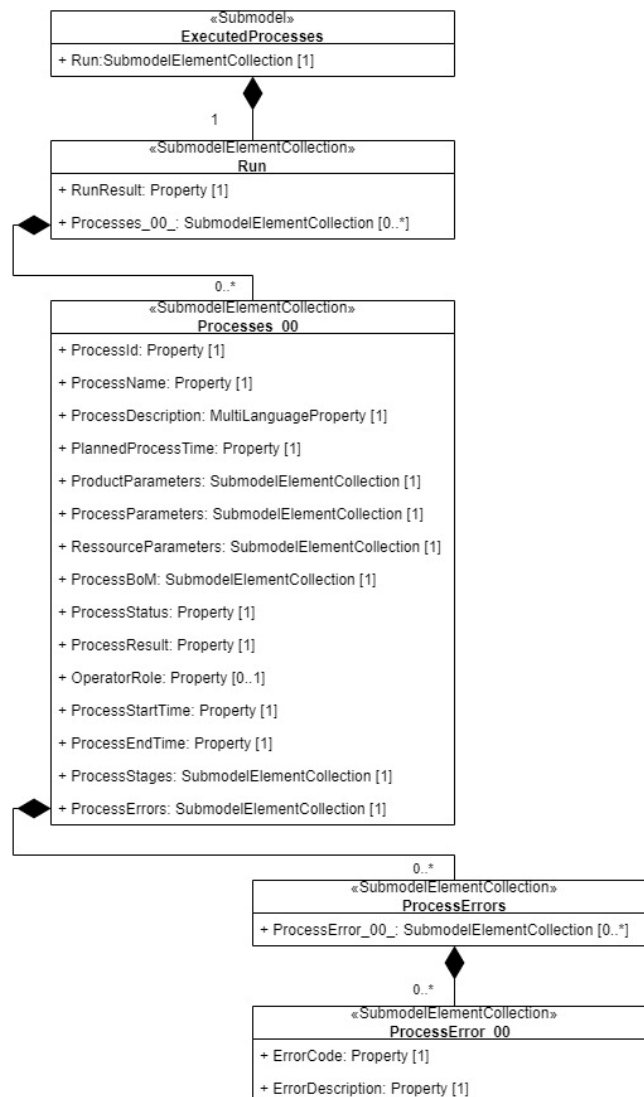 «Submodel»
ExecutedProcesses
+ Run:SubmodelElementCollection [1]
1
«SubmodelElementCollection»
Run
+ RunResult: Property [1]
+ Processes_00_: SubmodelElementCollection [0..*]
0..*
«SubmodelElementCollection»
Processes_00
+ ProcessId: Property [1]
+ ProcessName: Property [1]
+ ProcessDescription: MultiLanguageProperty [1]
+ PlannedProcessTime: Property [1]
+ ProductParameters: SubmodelElementCollection [1]
+ ProcessParameters: SubmodelElementCollection [1]
+ RessourceParameters: SubmodelElementCollection [1]
+ ProcessBoM: SubmodelElementCollection [1]
+ ProcessStatus: Property [1]
+ ProcessResult: Property [1]
+ OperatorRole: Property [0..1]
+ ProcessStartTime: Property [1]
+ ProcessEndTime: Property [1]
+ ProcessStages: SubmodelElementCollection [1]
+ ProcessErrors: SubmodelElementCollection [1]
0..*
«SubmodelElementCollection»
ProcessErrors
+ ProcessError_00_: SubmodelElementCollection [0..*]
0..*
«SubmodelElementCollection»
ProcessError_00
+ ErrorCode: Property [1]
+ ErrorDescription: Property [1]